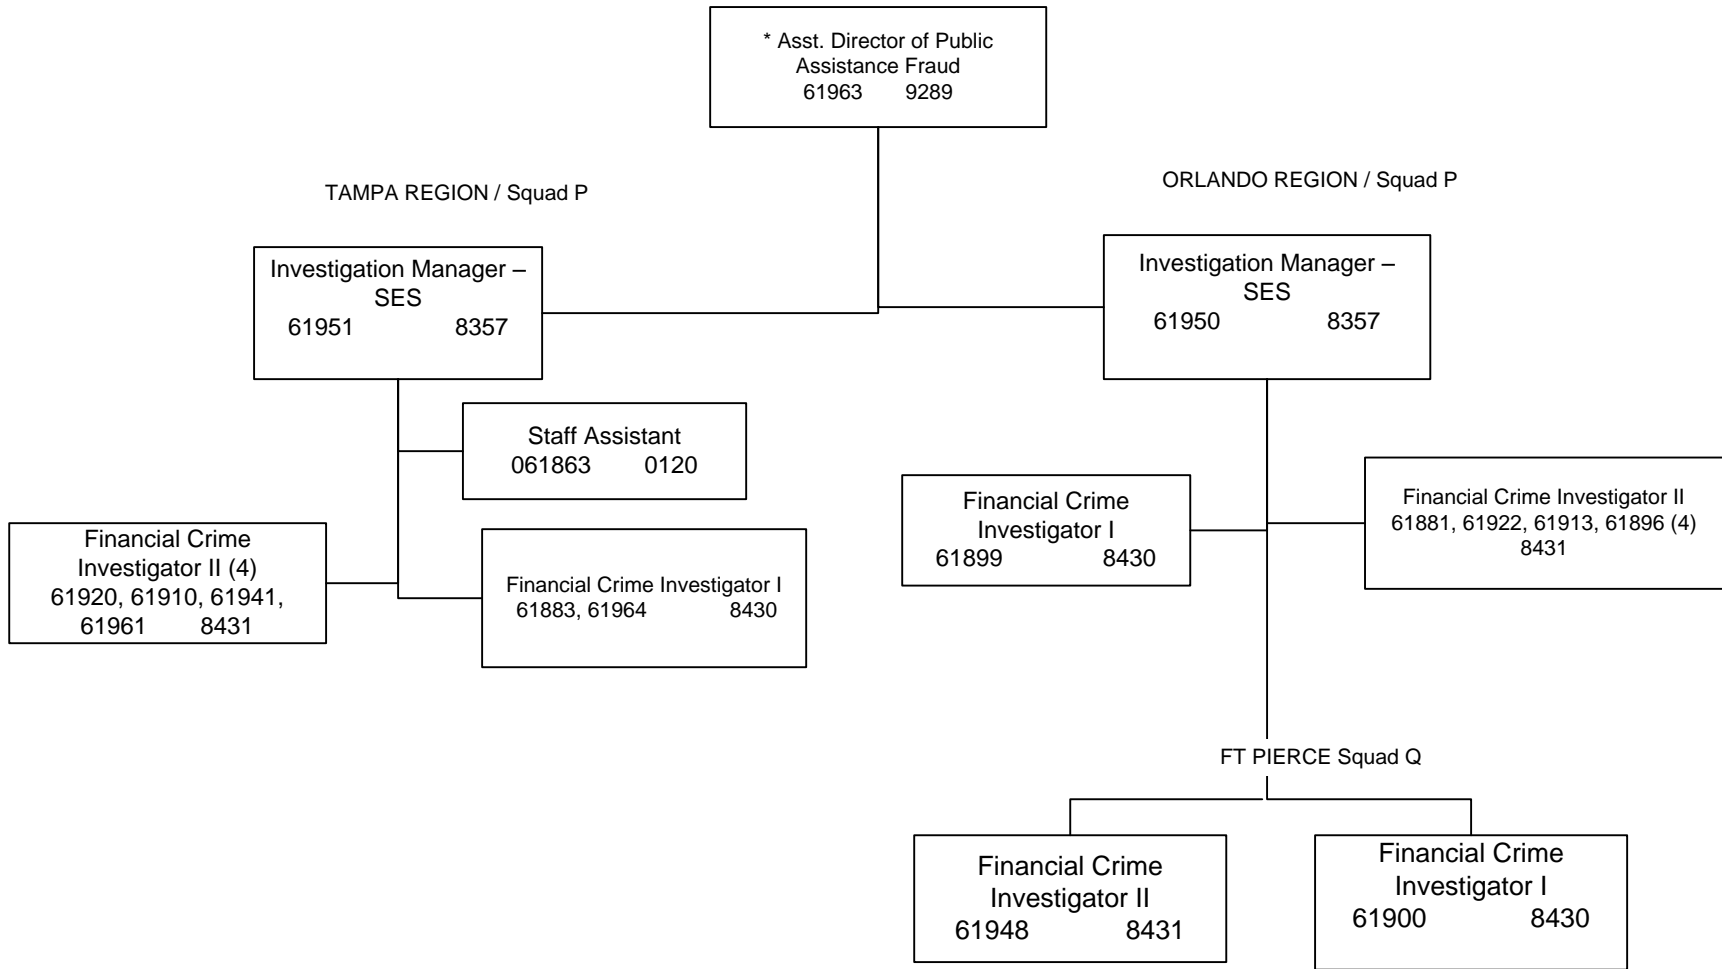 * Asst. Director of Public
Assistance Fraud
61963 9289
TAMPA REGION / Squad P
ORLANDO REGION / Squad P
Investigation Manager –
SES
61951 8357
Investigation Manager –
SES
61950 8357
Staff Assistant
061863 0120
Financial Crime
Investigator II (4)
61920, 61910, 61941,
61961 8431
Financial Crime Investigator I
61883, 61964 8430
Financial Crime
Investigator I
61899 8430
Financial Crime Investigator II
61881, 61922, 61913, 61896 (4)
8431
FT PIERCE Squad Q
Financial Crime
Investigator II
61948 8431
Financial Crime
Investigator I
61900 8430